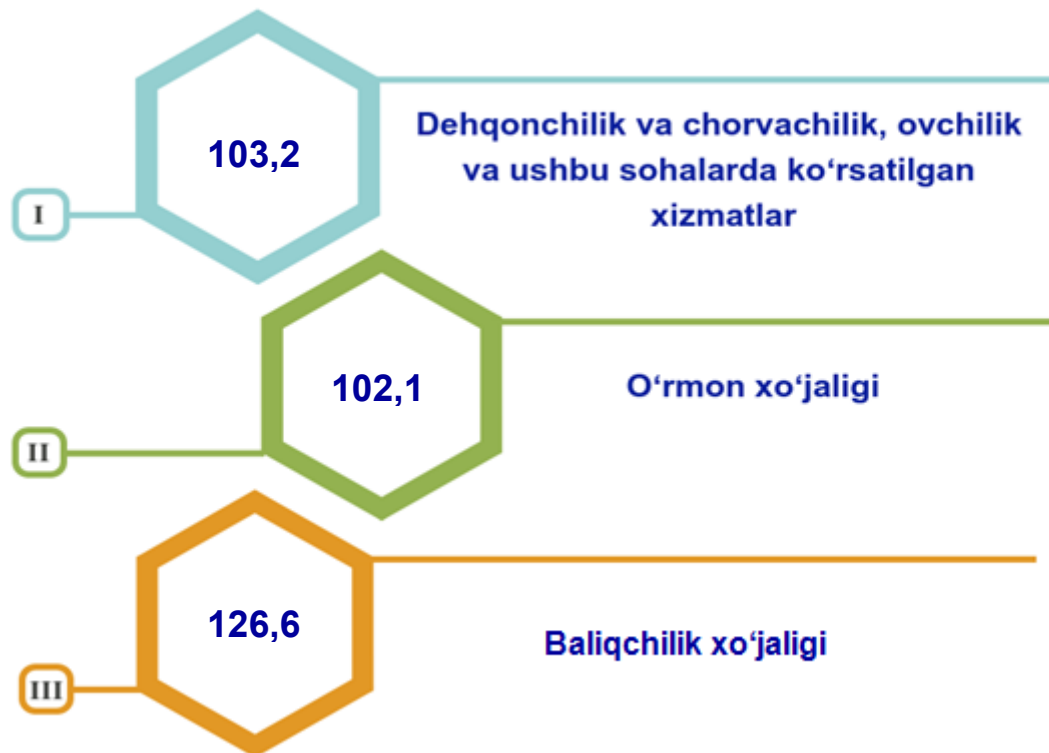 103,2
Dehqonchilik va chorvachilik, ovchilik
va ushbu sohalarda ko‘rsatilgan
xizmatlar
I
102,1
O‘rmon xo‘jaligi
II
126,6
Baliqchilik xo‘jaligi
III